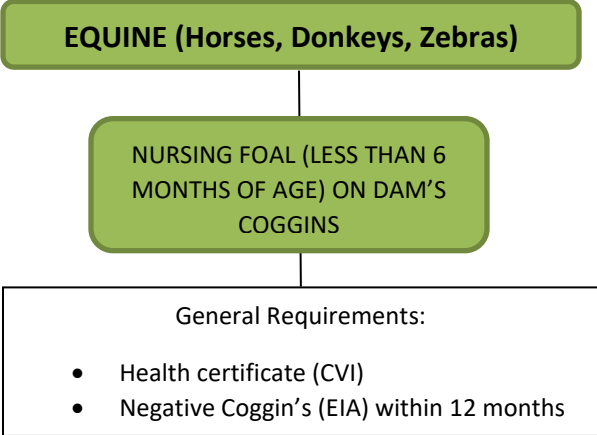 EQUINE (Horses, Donkeys, Zebras)
NURSING FOAL (LESS THAN 6
MONTHS OF AGE) ON DAM’S
COGGINS
General Requirements:
• Health certificate (CVI)
• Negative Coggin’s (EIA) within 12 months